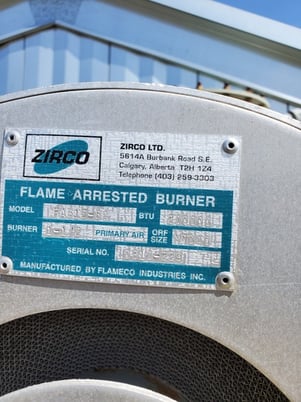 ZIRCO
ZIRCO LTD.
5614A Burbank Road S.E.
Calgary, Alberta T2H 1Z4
Telephone (403) 259-3303
FLAME ARRESTED BURNER
MODEL BTU
BURNER PRIMARY AIR ORF SIZE
SERIAL NO.
MANUFACTURED BY FLAMECO INDUSTRIES INC.